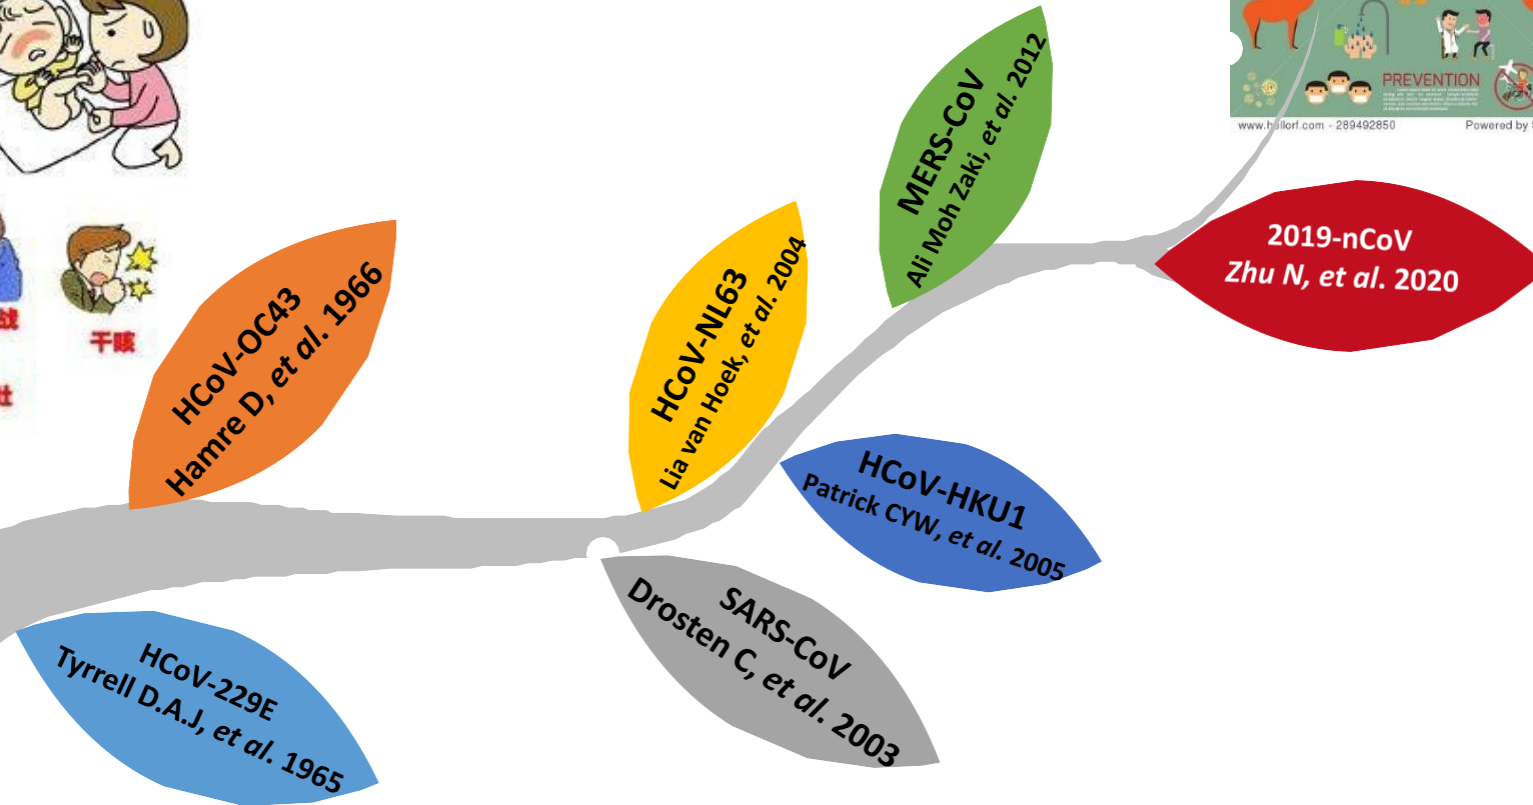 PREVENTION
www.hellorf.com - 289492850
Powered by
MERS-CoV
Ali Moh Zaki, et al. 2012
2019-nCoV
Zhu N, et al. 2020
HCoV-OC43
Hamre D, et al. 1966
干咳
HCoV-NL63
Lia van Hoek, et al. 2004
HCoV-HKU1
Patrick CYW, et al. 2005
SARS-CoV
Drosten C, et al. 2003
HCoV-229E
Tyrrell D.A.J, et al. 1965